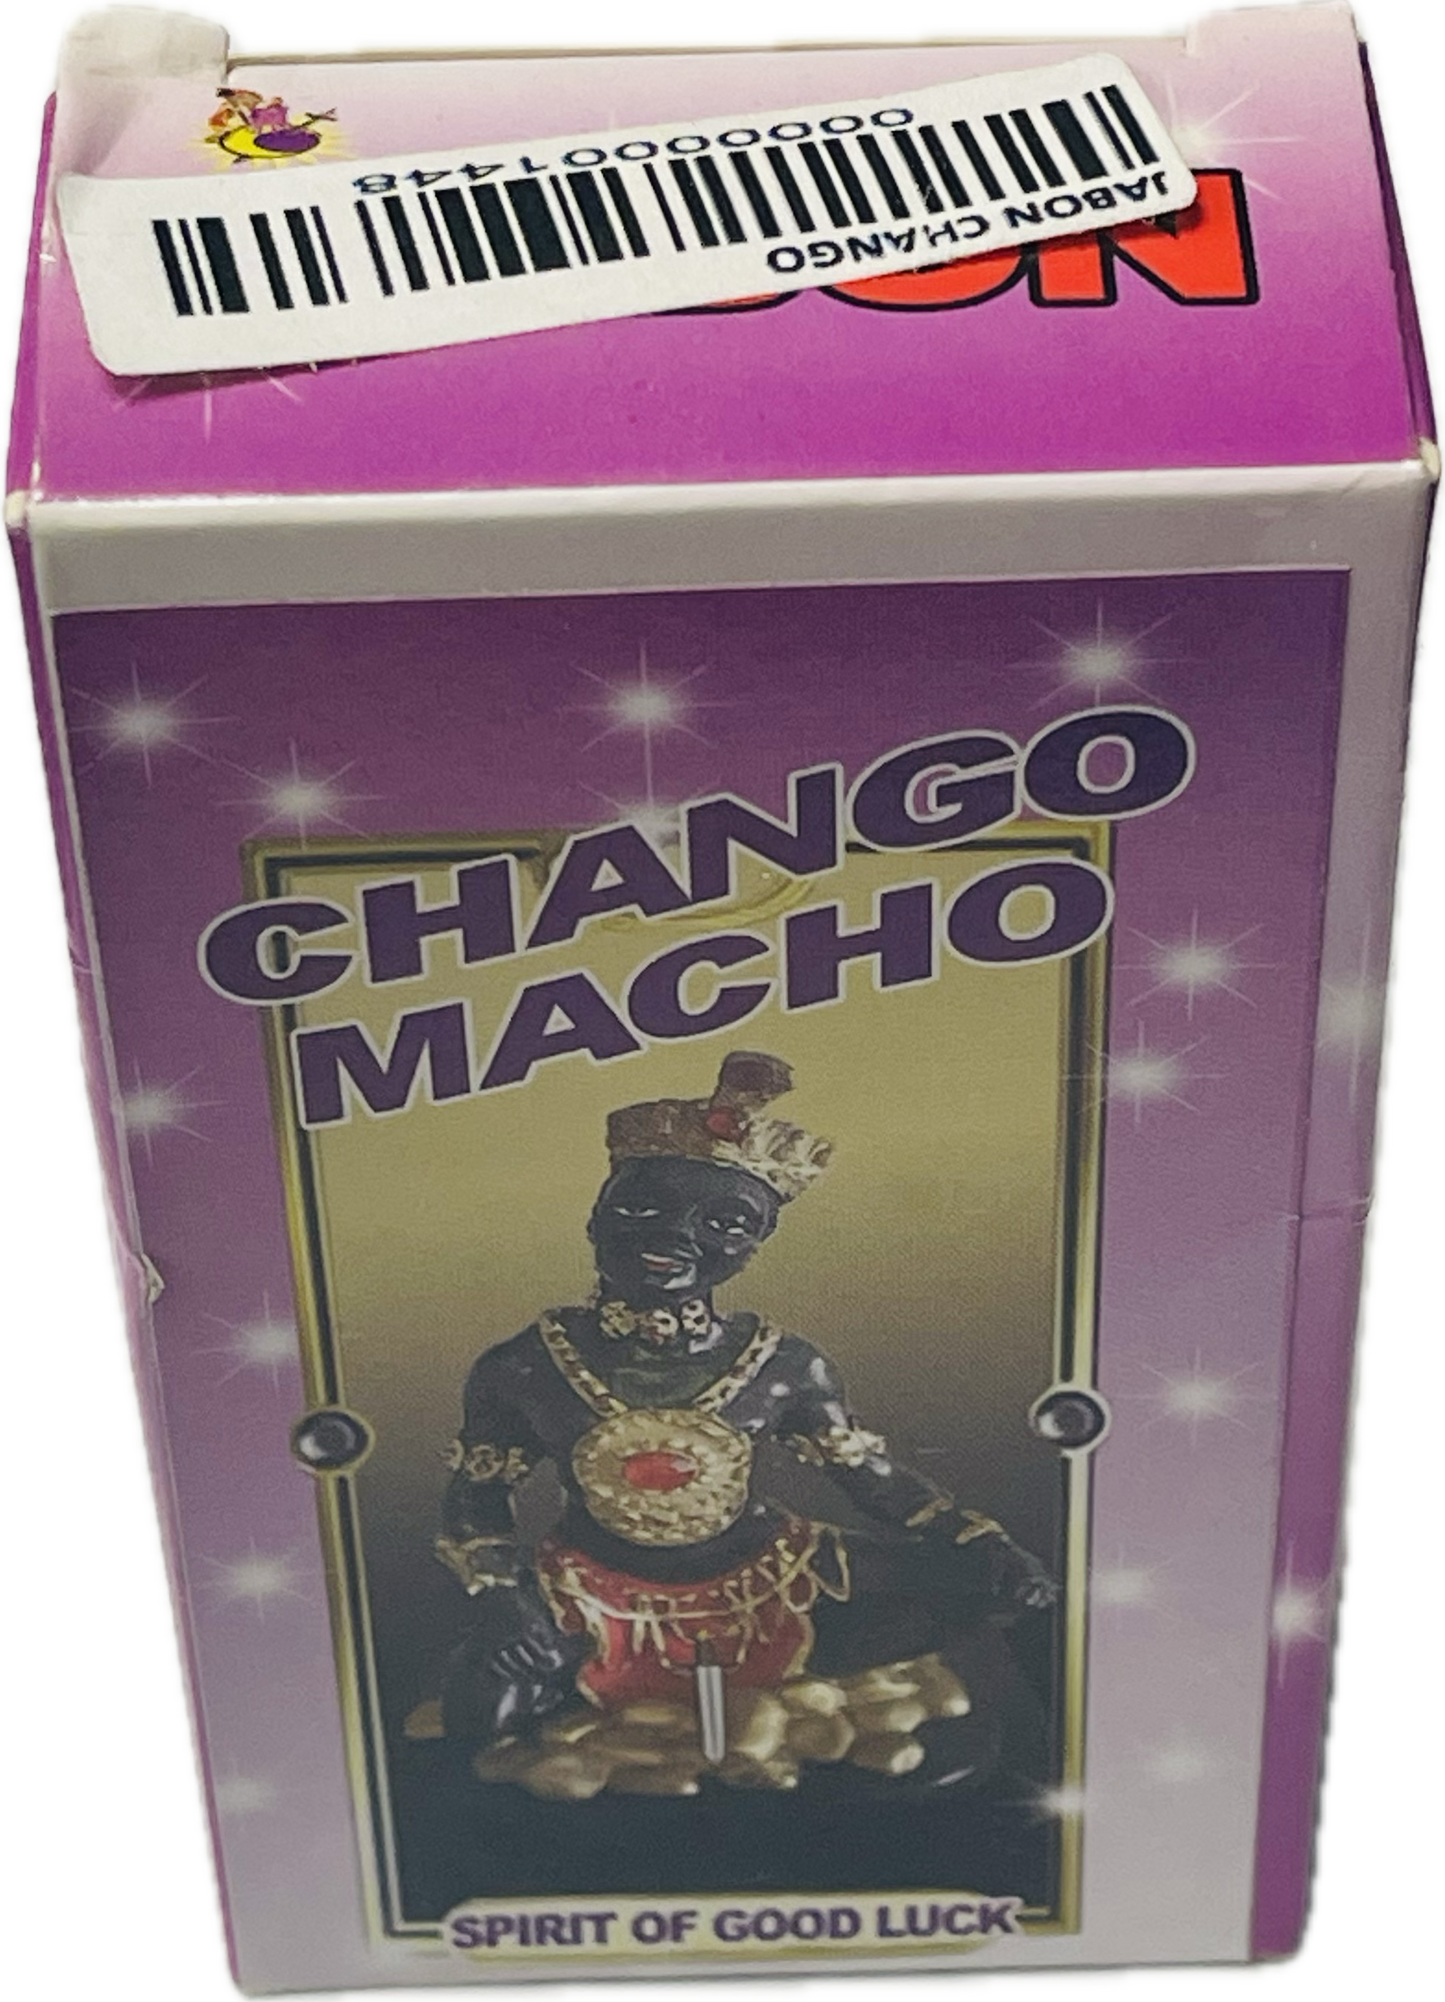 JABON CHANGO
0000000001448
CHANGO
MACHO
SPIRIT OF GOOD LUCK